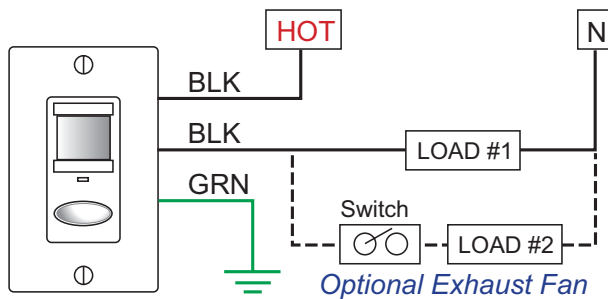 HOT
N
BLK
BLK
LOAD #1
GRN
Switch
LOAD #2
Optional Exhaust Fan